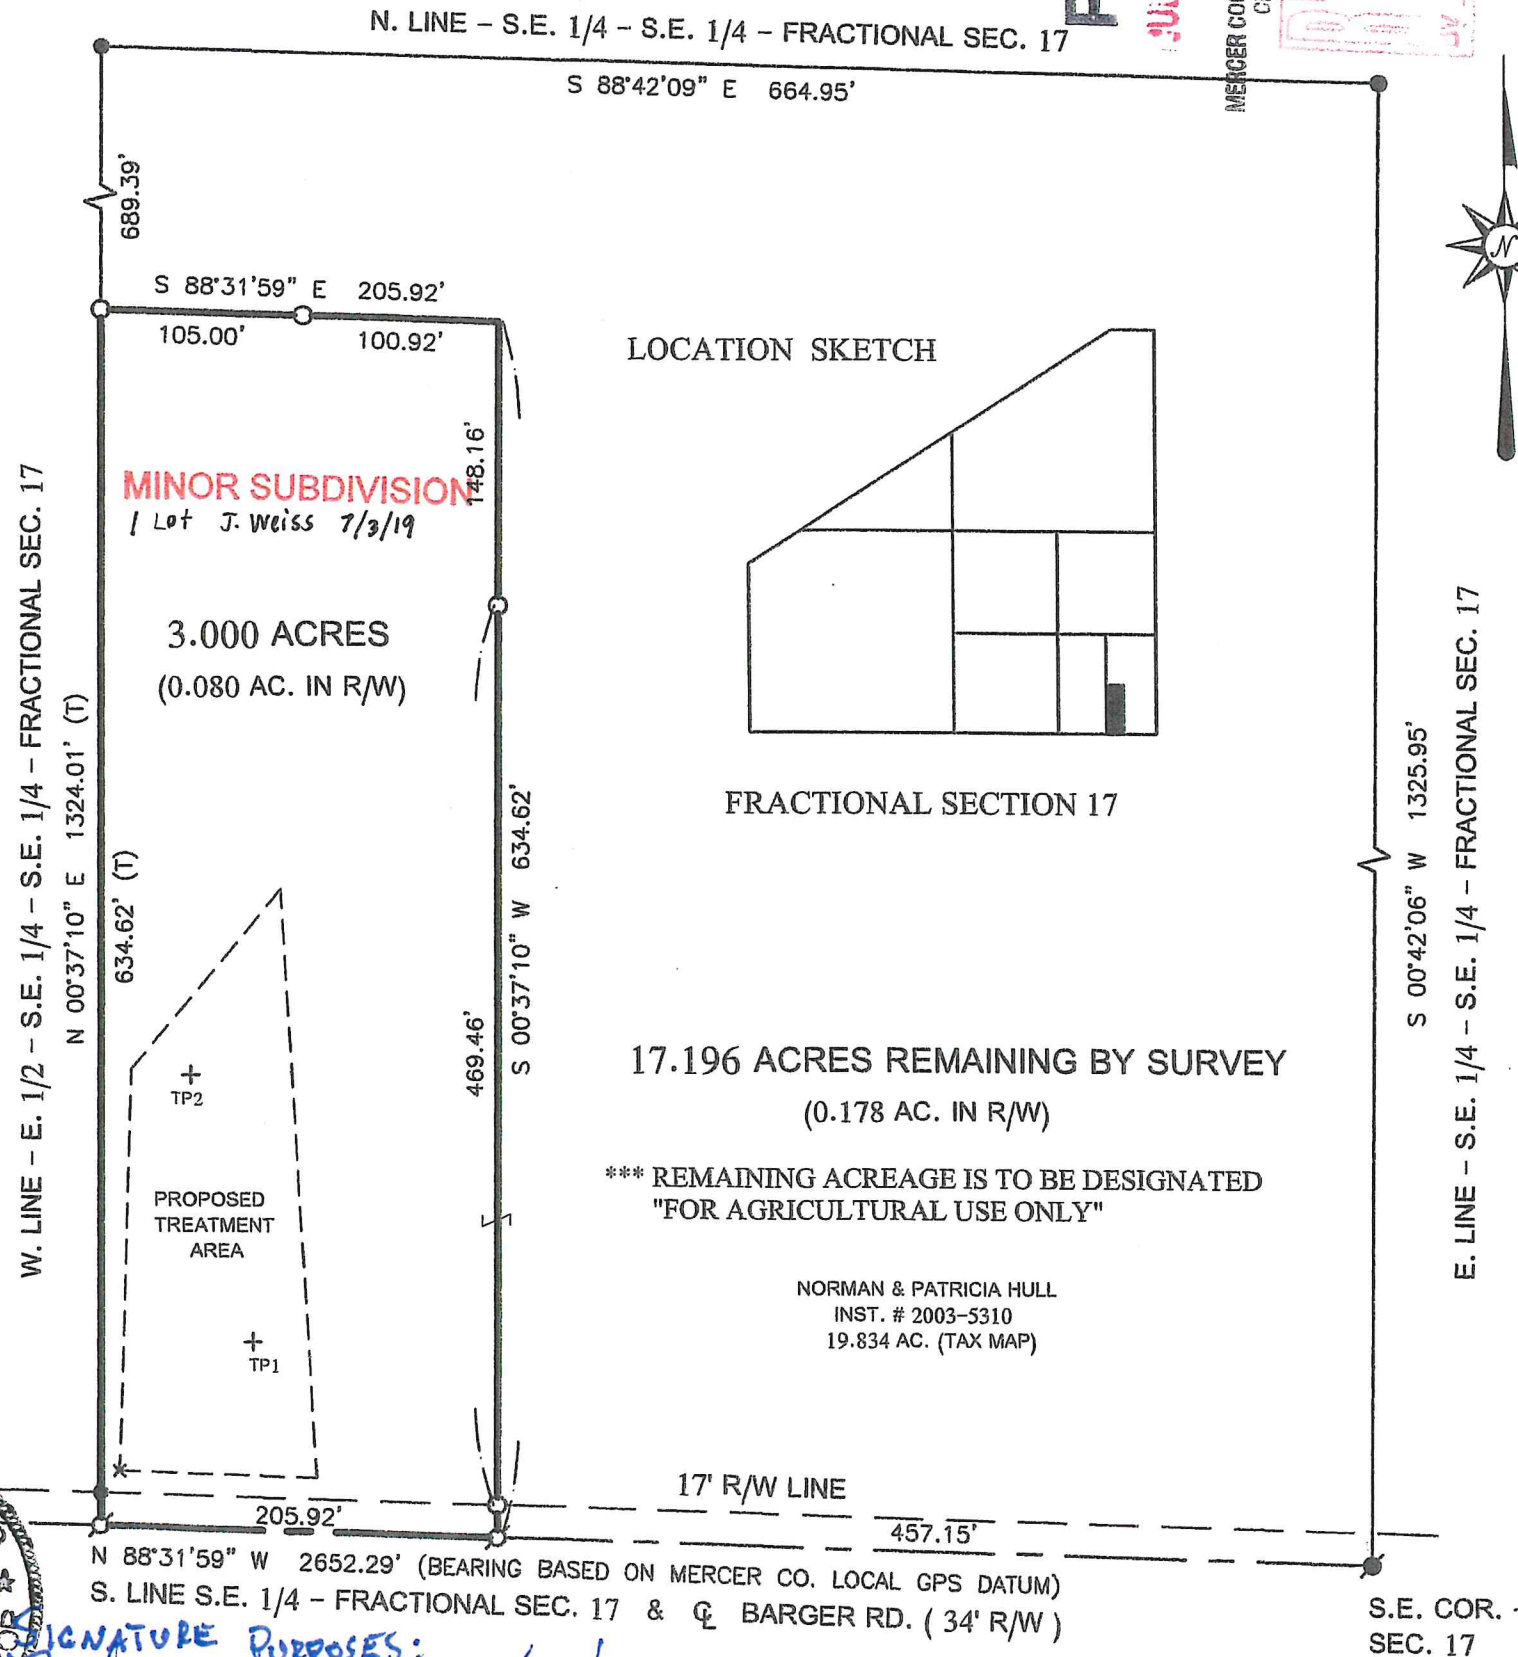 N. LINE – S.E. 1/4 – S.E. 1/4 – FRACTIONAL SEC. 17
S 88°42'09" E 664.95'
MERCER
689.39'
S 88°31'59" E 205.92'
105.00' 100.92'
N
LOCATION SKETCH
148.16'
MINOR SUBDIVISION
1 Lot J. Weiss 7/3/19
3.000 ACRES
(0.080 AC. IN R/W)
W. LINE – E. 1/2 – S.E. 1/4 – S.E. 1/4 – FRACTIONAL SEC. 17
N 00°37'10" E 1324.01' (T)
634.62' (T)
FRACTIONAL SECTION 17
S 00°37'10" W 634.62'
469.46'
S 00°42'06" W 1325.95'
E. LINE – S.E. 1/4 – S.E. 1/4 – FRACTIONAL SEC. 17
17.196 ACRES REMAINING BY SURVEY
(0.178 AC. IN R/W)
*** REMAINING ACREAGE IS TO BE DESIGNATED
"FOR AGRICULTURAL USE ONLY"
TP2
PROPOSED
TREATMENT
AREA
NORMAN & PATRICIA HULL
INST. # 2003–5310
19.834 AC. (TAX MAP)
TP1
17' R/W LINE
205.92'
457.15'
N 88°31'59" W 2652.29' (BEARING BASED ON MERCER CO. LOCAL GPS DATUM)
S. LINE S.E. 1/4 – FRACTIONAL SEC. 17 & ℄ BARGER RD. ( 34' R/W )
S.E. COR. -
SEC. 17
SIGNATURE PURPOSES: